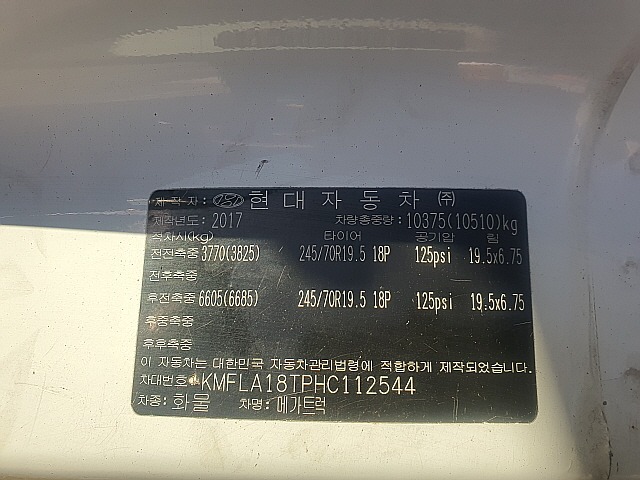 제작자: 현대자동차 ㈜
제작년도: 2017 차량총중량: 10375(10510)kg
적차시(kg) 타이어 공기압 림
전전축중 3770(3825) 245/70R19.5 18P 125psi 19.5x6.75
전후축중
후전축중 6605(6685) 245/70R19.5 18P 125psi 19.5x6.75
후중축중
후후축중
이 자동차는 대한민국 자동차관리법령에 적합하게 제작되었습니다.
차대번호: *KMFLA18TPHC112544
차종: 화물 차명: 메가트럭